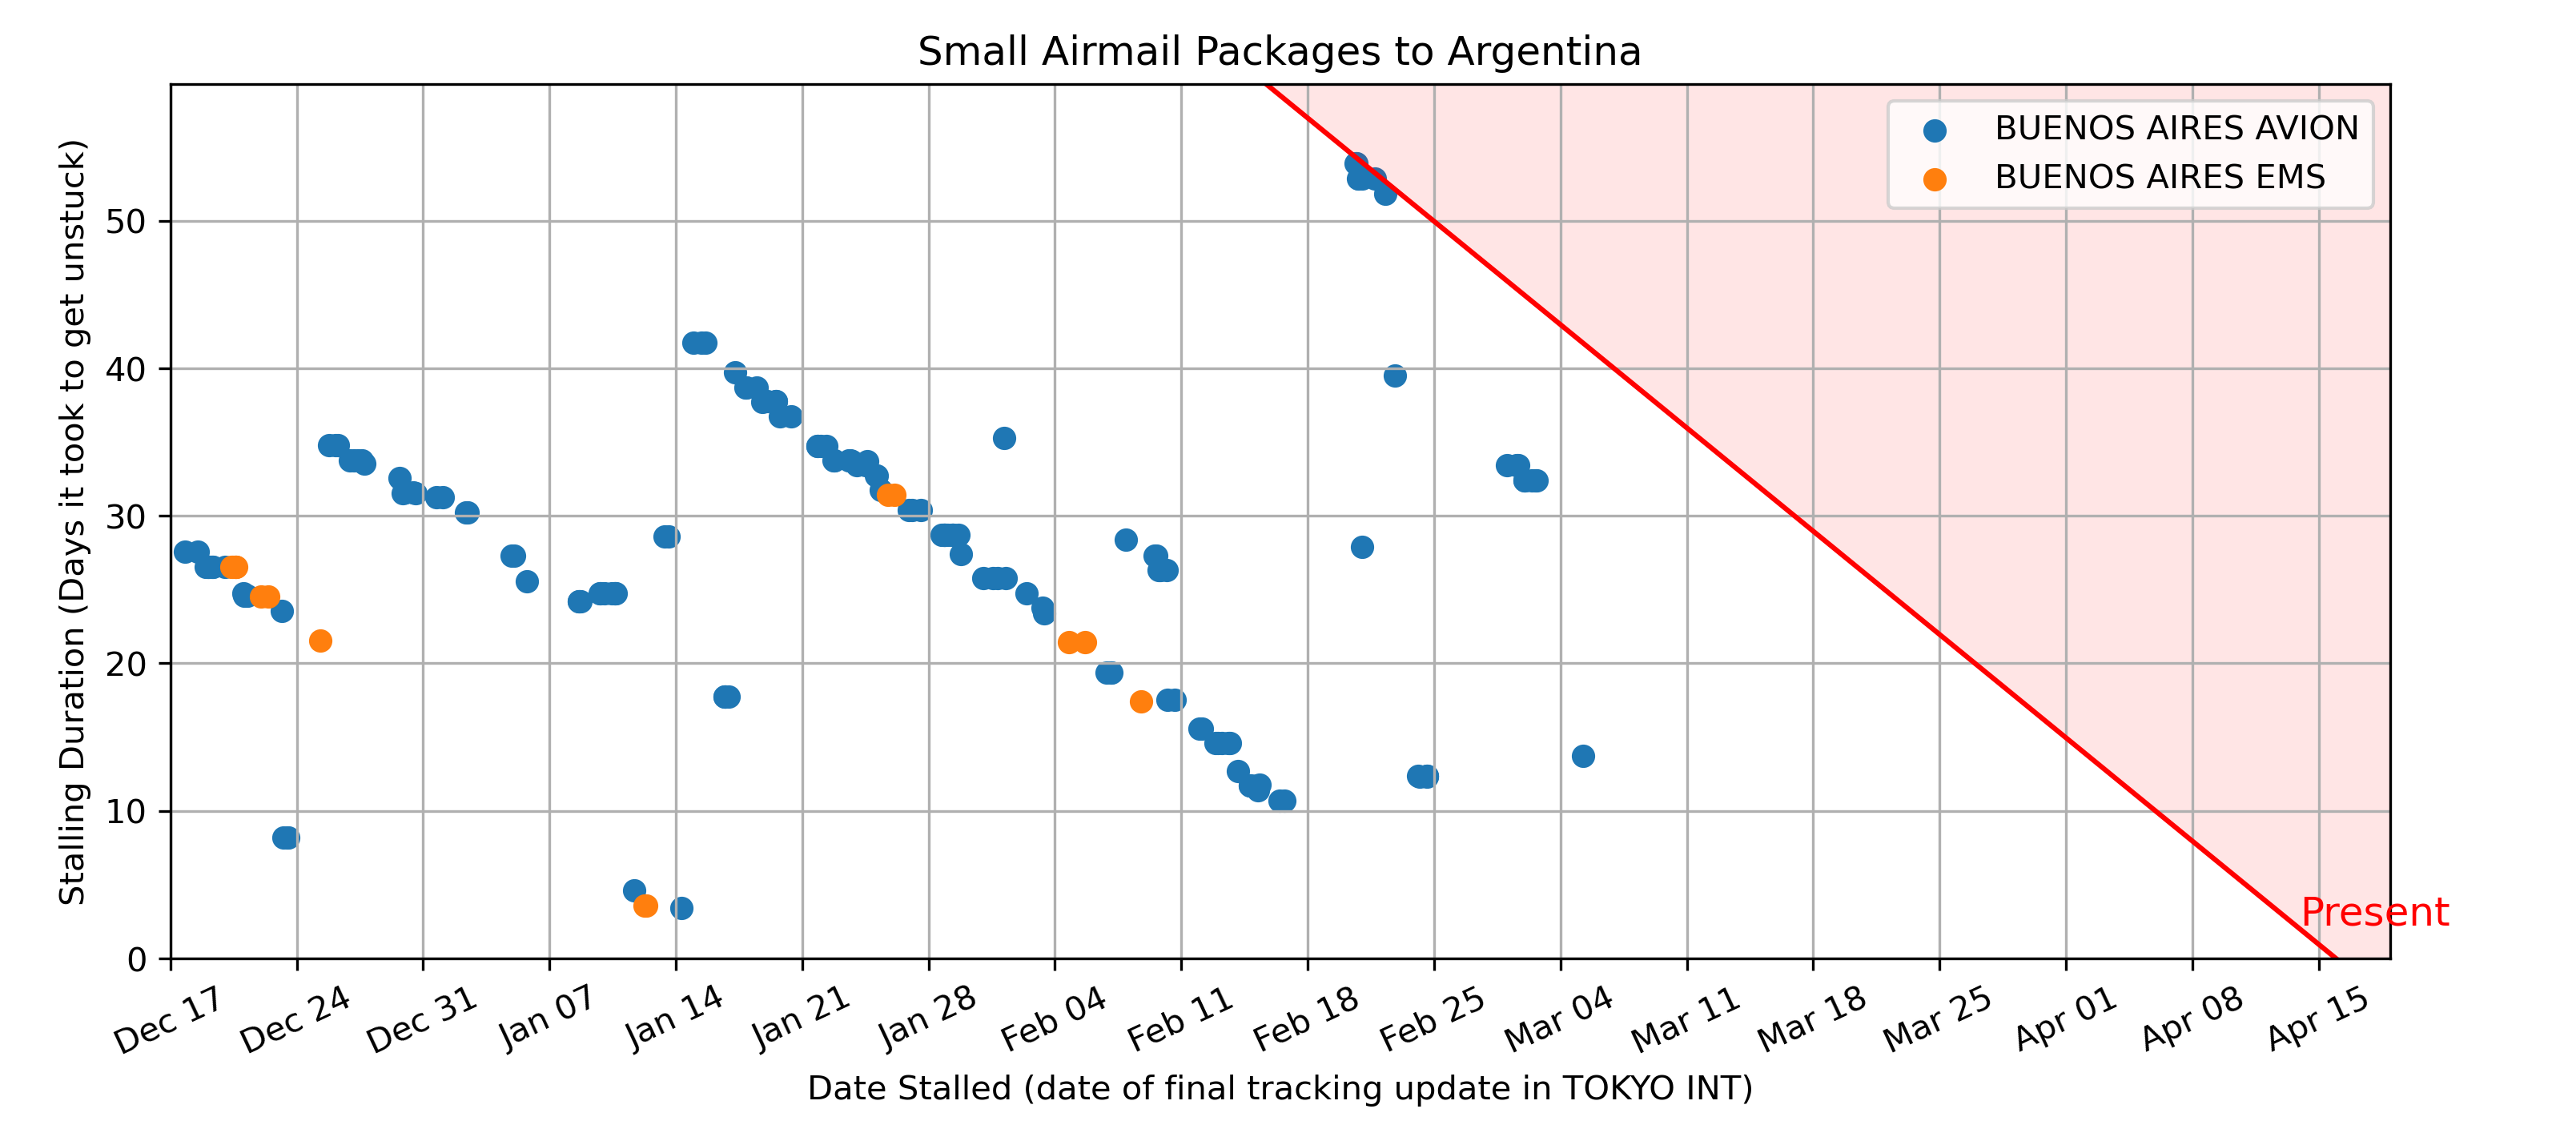 Small Airmail Packages to Argentina
BUENOS AIRES AVION
BUENOS AIRES EMS
Stalling Duration (Days it took to get unstuck)
50
40
30
20
10
0
Present
Dec 17
Dec 24
Dec 31
Jan 07
Jan 14
Jan 21
Jan 28
Feb 04
Feb 11
Feb 18
Feb 25
Mar 04
Mar 11
Mar 18
Mar 25
Apr 01
Apr 08
Apr 15
Date Stalled (date of final tracking update in TOKYO INT)